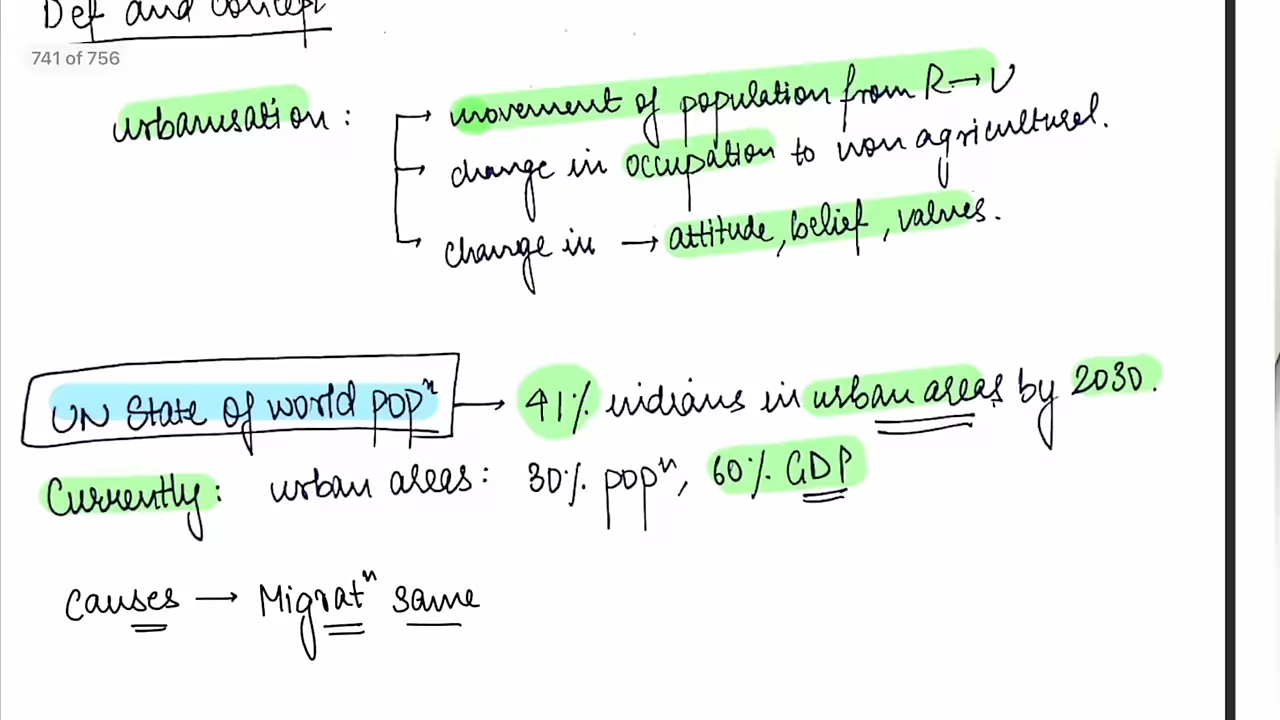 Def and concept
741 of 756
urbanisation : → movement of population from R → U
→ change in occupation to non agricultural.
→ change in → attitude, belief, values.
UN State of world popⁿ → 41% indians in urban areas by 2030.
Currently: urban areas: 30% popⁿ, 60% GDP
causes → Migratⁿ same